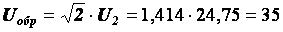 Uобр = √2 · U2 = 1,414 · 24,75 = 35